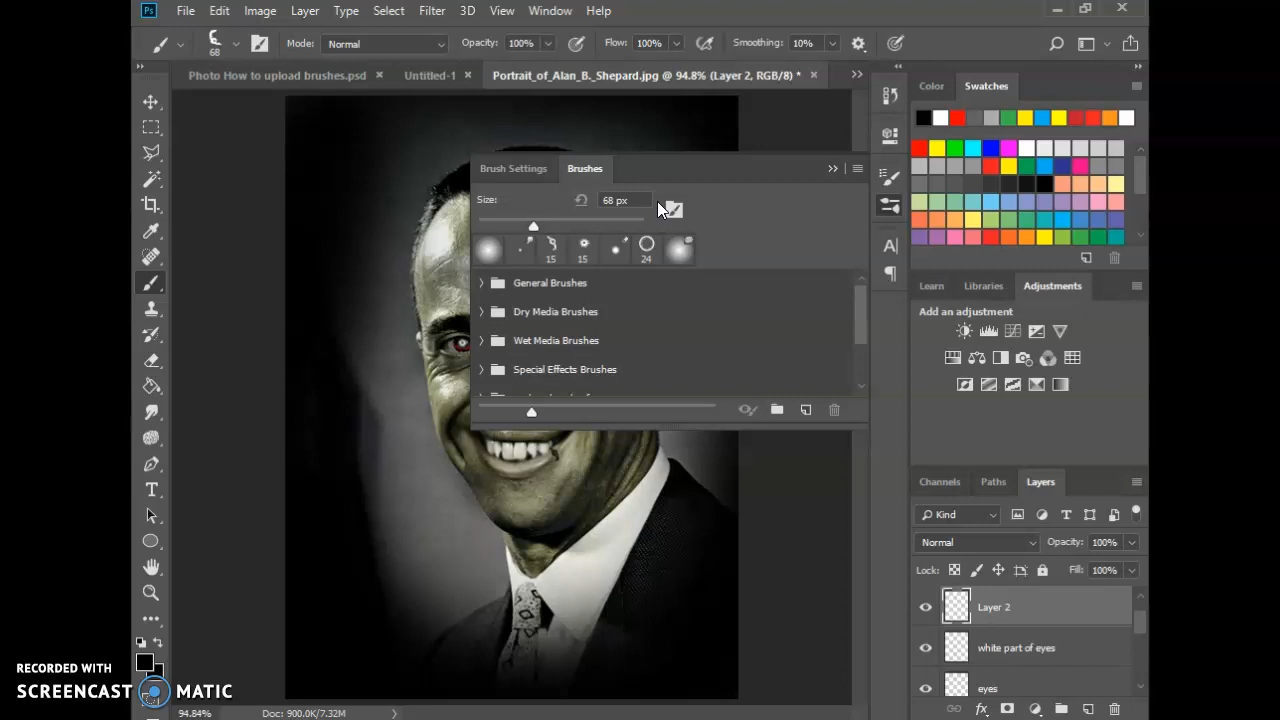 Ps File Edit Image Layer Type Select Filter 3D View Window Help
68 Mode: Normal Opacity: 100% Flow: 100% Smoothing: 10%
Photo How to upload brushes.psd × Untitled-1 × Portrait_of_Alan_B._Shepard.jpg @ 94.8% (Layer 2, RGB/8) * ×
Color Swatches
Brush Settings Brushes
Size: 68 px
15 15 24
General Brushes
Dry Media Brushes
Wet Media Brushes
Special Effects Brushes
Learn Libraries Adjustments
Add an adjustment
Channels Paths Layers
Kind
Normal Opacity: 100%
Lock: Fill: 100%
Layer 2
white part of eyes
eyes
RECORDED WITH
SCREENCAST MATIC
94.84% Doc: 900.0K/7.32M